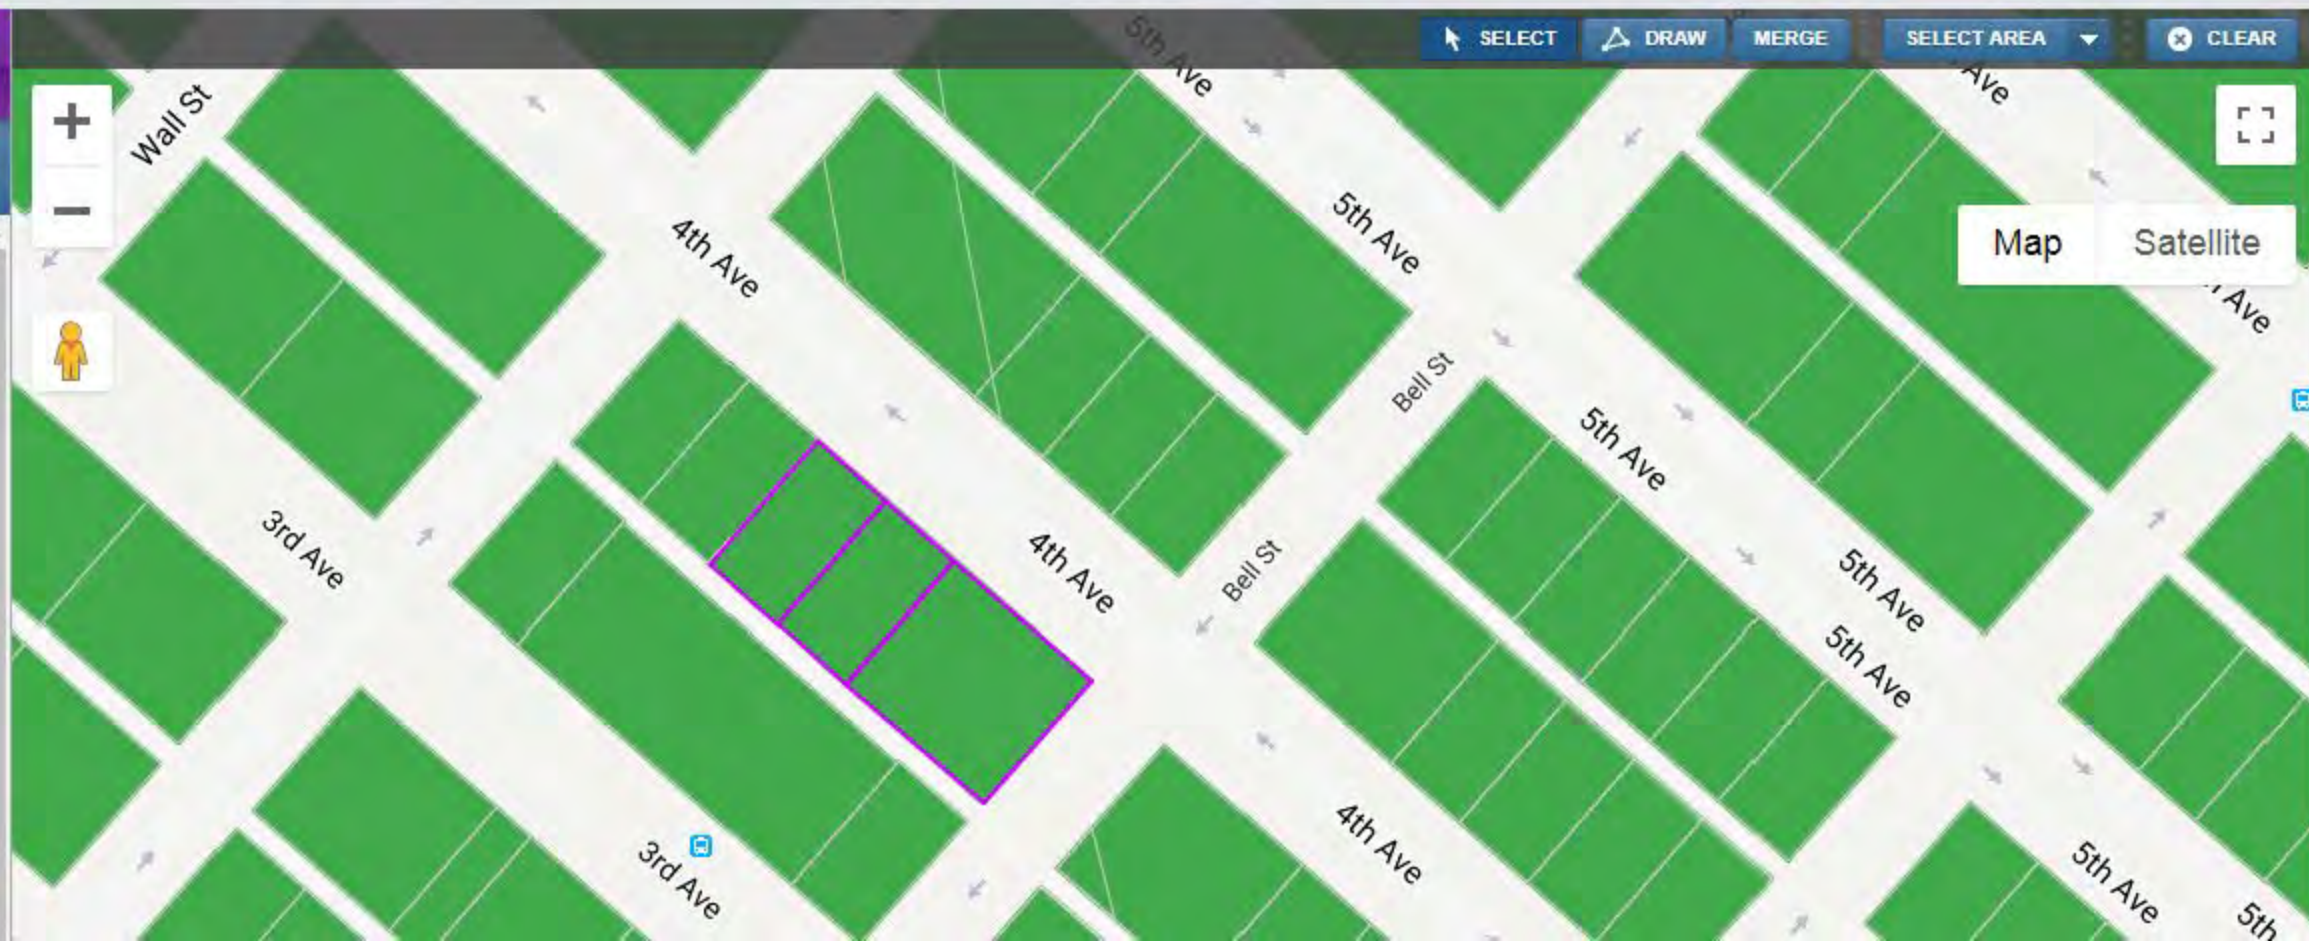 SELECT
DRAW
MERGE
SELECT AREA
CLEAR
5th Ave
Ave
Wall St
+
−
4th Ave
5th Ave
Map
Satellite
Ave
Bell St
5th Ave
3rd Ave
4th Ave
Bell St
5th Ave
5th Ave
4th Ave
3rd Ave
5th Ave
5th